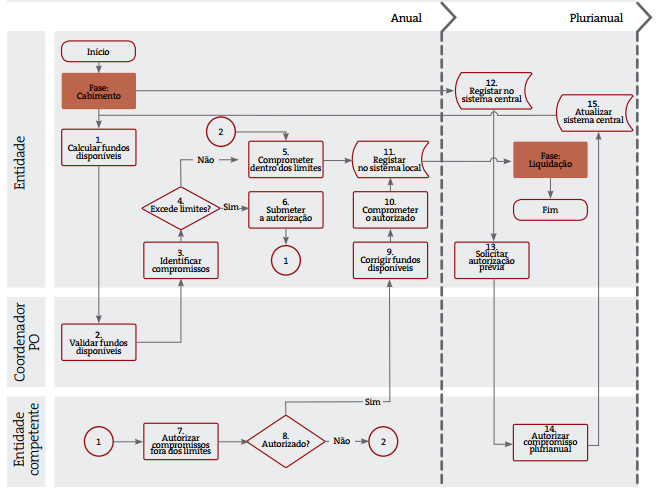 Anual
Plurianual
Entidade
Início
Fase:
Cabimento
1.
Calcular fundos
disponíveis
2
Não
4.
Excede limites?
Sim
3.
Identificar
compromissos
5.
Comprometer
dentro dos limites
6.
Submeter
a autorização
1
11.
Registar
no sistema local
10.
Comprometer
o autorizado
9.
Corrigir fundos
disponíveis
12.
Registar no
sistema central
15.
Atualizar
sistema central
Fase:
Liquidação
Fim
13.
Solicitar
autorização
prévia
Coordenador
PO
2.
Validar fundos
disponíveis
Entidade
competente
1
7.
Autorizar
compromissos
fora dos limites
8.
Autorizado?
Sim
Não
2
14.
Autorizar
compromisso
plurianual